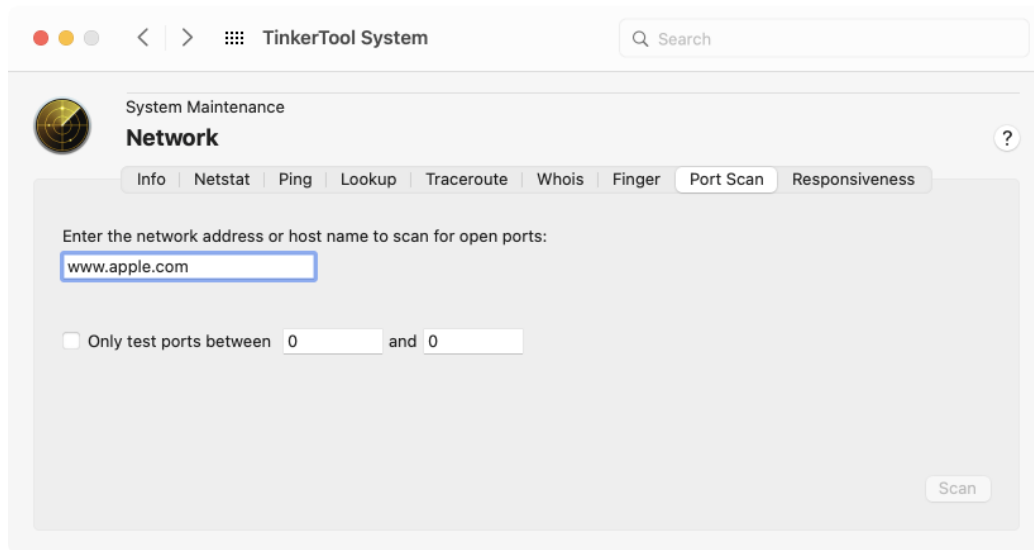 TinkerTool System
Search
System Maintenance
Network
?
Info Netstat Ping Lookup Traceroute Whois Finger Port Scan Responsiveness
Enter the network address or host name to scan for open ports:
www.apple.com
Only test ports between 0 and 0
Scan